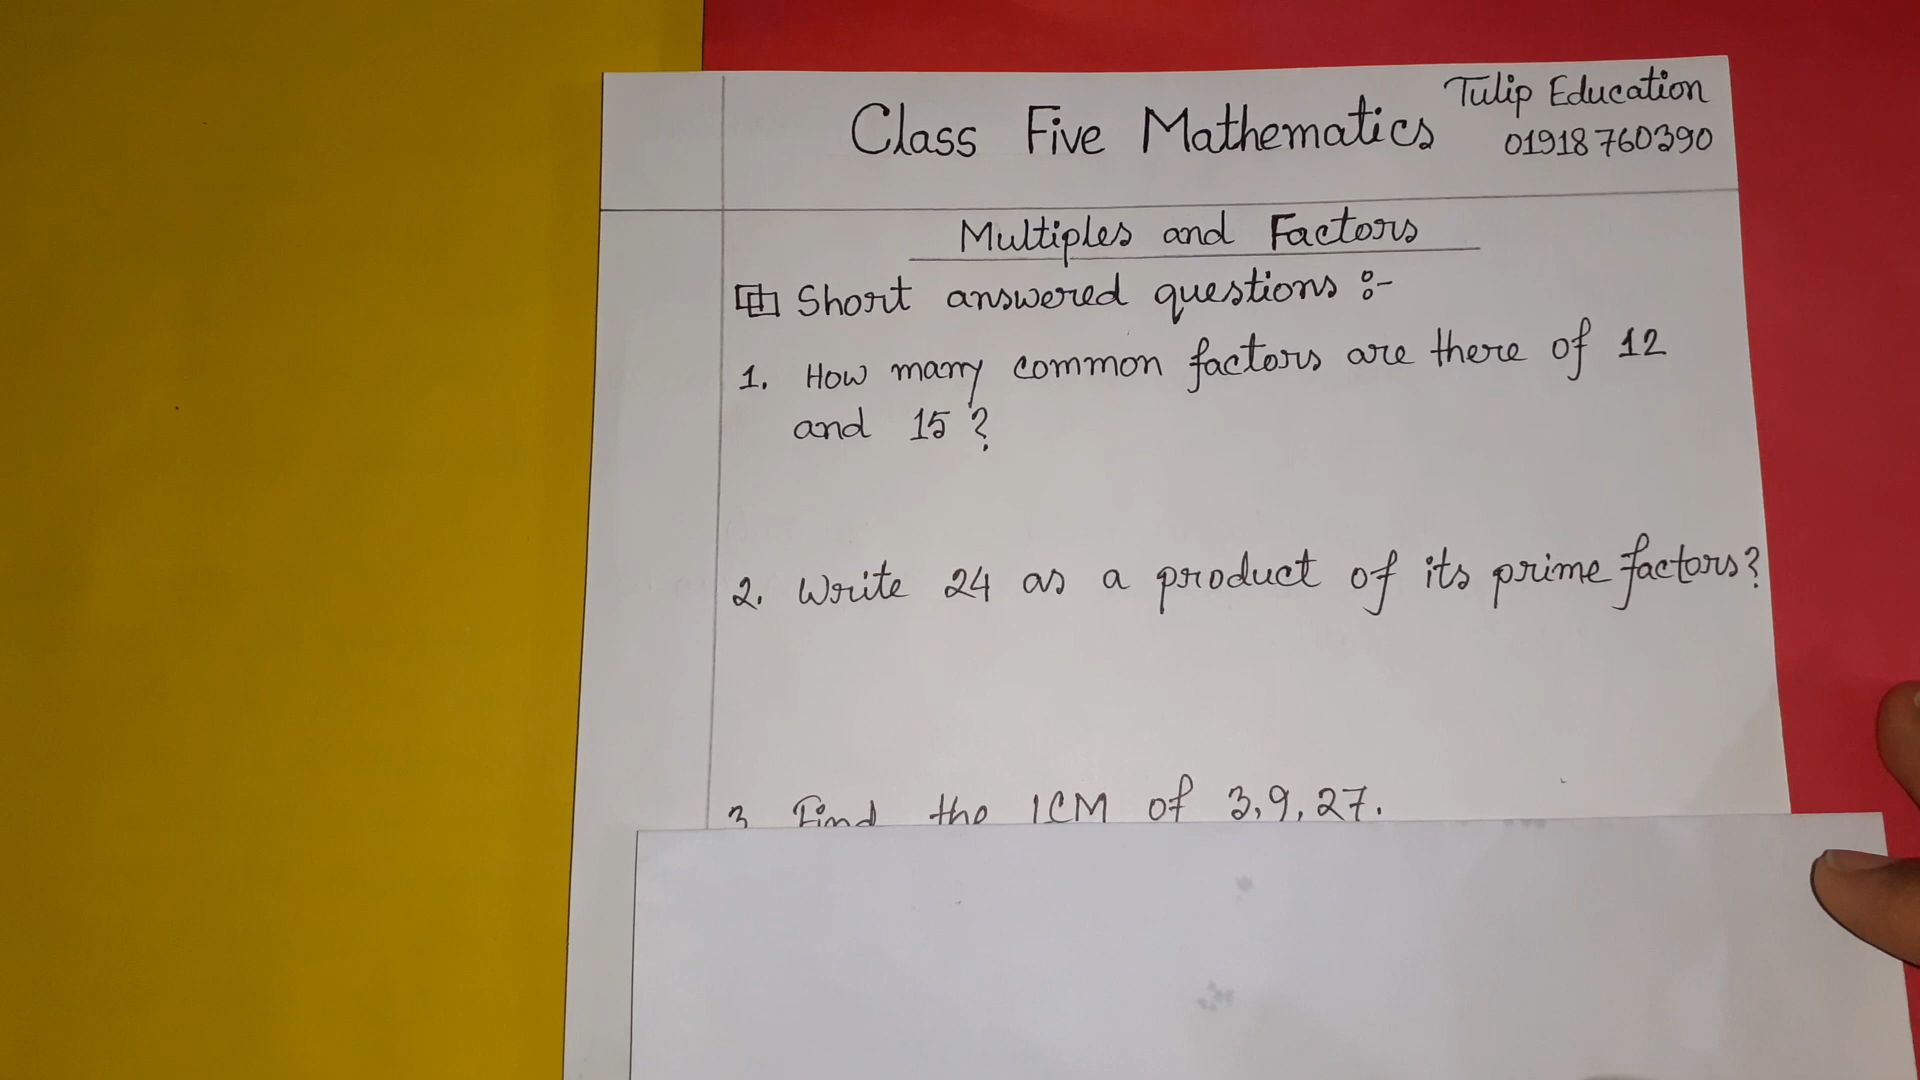 Class Five Mathematics
Tulip Education
01918760390
Multiples and Factors
Short answered questions :-
1. How many common factors are there of 12
and 15 ?
2. Write 24 as a product of its prime factors?
3 Find the LCM of 3,9,27.